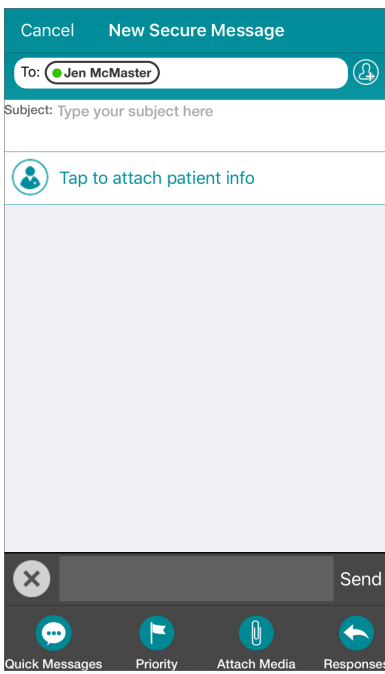 Cancel New Secure Message
To: Jen McMaster
Subject: Type your subject here
Tap to attach patient info
Send
Quick Messages Priority Attach Media Responses